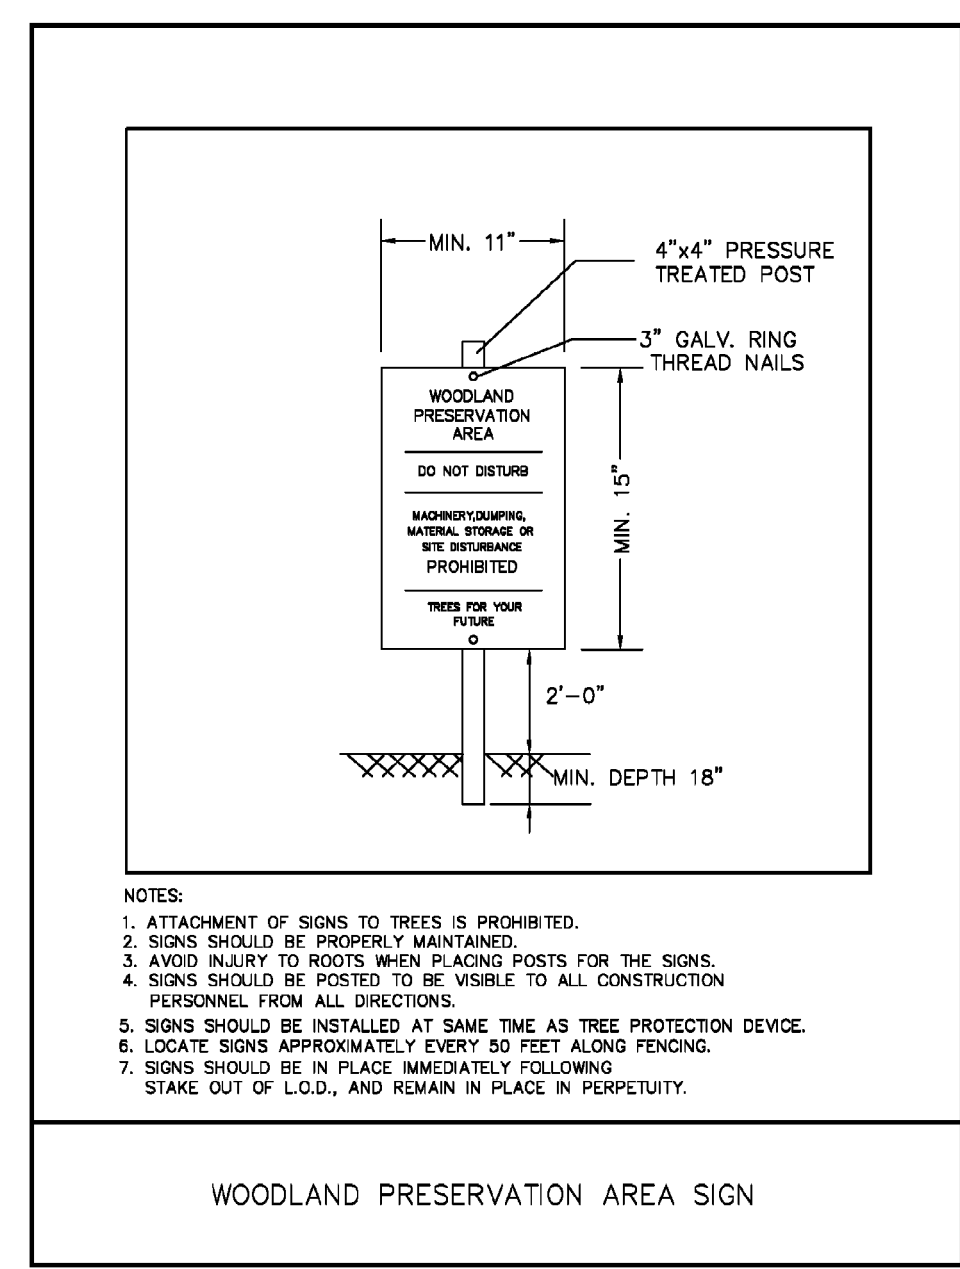 MIN. 11"
4"x4" PRESSURE
TREATED POST
3" GALV. RING
THREAD NAILS
WOODLAND
PRESERVATION
AREA
DO NOT DISTURB
MACHINERY,DUMPING,
MATERIAL STORAGE OR
SITE DISTURBANCE
PROHIBITED
TREES FOR YOUR
FUTURE
MIN. 15"
2'-0"
MIN. DEPTH 18"
NOTES:
1. ATTACHMENT OF SIGNS TO TREES IS PROHIBITED.
2. SIGNS SHOULD BE PROPERLY MAINTAINED.
3. AVOID INJURY TO ROOTS WHEN PLACING POSTS FOR THE SIGNS.
4. SIGNS SHOULD BE POSTED TO BE VISIBLE TO ALL CONSTRUCTION
PERSONNEL FROM ALL DIRECTIONS.
5. SIGNS SHOULD BE INSTALLED AT SAME TIME AS TREE PROTECTION DEVICE.
6. LOCATE SIGNS APPROXIMATELY EVERY 50 FEET ALONG FENCING.
7. SIGNS SHOULD BE IN PLACE IMMEDIATELY FOLLOWING
STAKE OUT OF L.O.D., AND REMAIN IN PLACE IN PERPETUITY.
WOODLAND PRESERVATION AREA SIGN